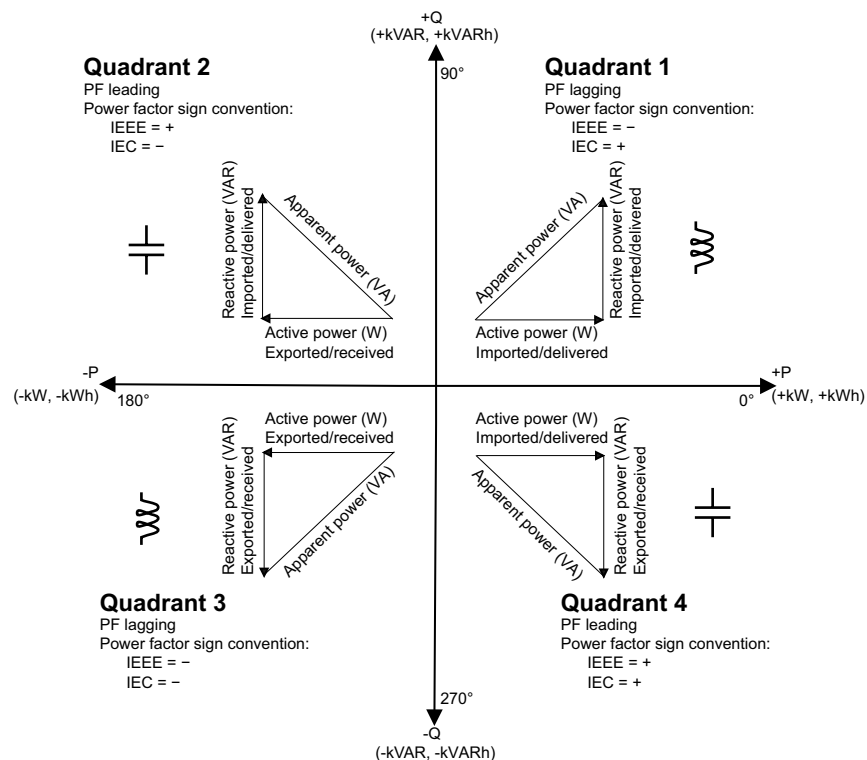 +Q
(+kVAR, +kVARh)
90°
Quadrant 2
PF leading
Power factor sign convention:
IEEE = +
IEC = −
Quadrant 1
PF lagging
Power factor sign convention:
IEEE = −
IEC = +
Reactive power (VAR)
Imported/delivered
Apparent power (VA)
Active power (W)
Exported/received
Apparent power (VA)
Reactive power (VAR)
Imported/delivered
Active power (W)
Imported/delivered
-P
(-kW, -kWh)
180°
+P
0°
(+kW, +kWh)
Active power (W)
Exported/received
Reactive power (VAR)
Exported/received
Apparent power (VA)
Active power (W)
Imported/delivered
Apparent power (VA)
Reactive power (VAR)
Exported/received
Quadrant 3
PF lagging
Power factor sign convention:
IEEE = −
IEC = −
Quadrant 4
PF leading
Power factor sign convention:
IEEE = +
IEC = +
270°
-Q
(-kVAR, -kVARh)